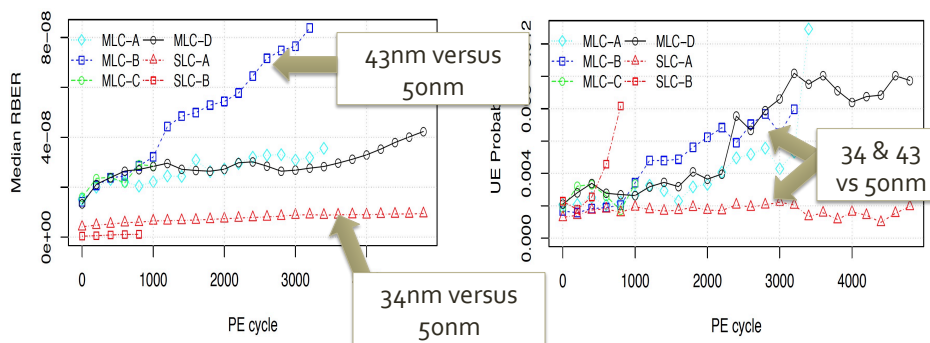 Median RBER
8e−08
4e−08
0e+00
MLC−A MLC−D
MLC−B SLC−A
MLC−C SLC−B
43nm versus
50nm
34nm versus
50nm
0 1000 2000 3000
PE cycle
UE
0.004
0.000
MLC−A MLC−D
MLC−B SLC−A
MLC−C SLC−B
34 & 43
vs 50nm
0 1000 2000 3000 4000
PE cycle